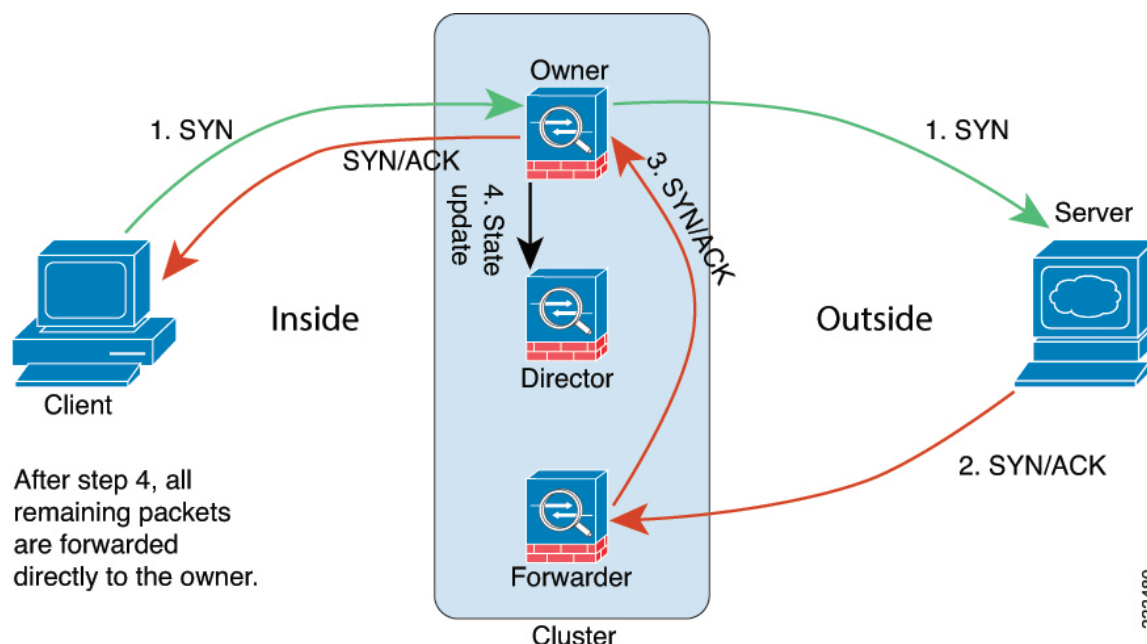 Owner
1. SYN
1. SYN
SYN/ACK
3. SYN/ACK
4. State
update
Server
Inside
Outside
Director
Client
2. SYN/ACK
After step 4, all
remaining packets
are forwarded
directly to the owner.
Forwarder
Cluster